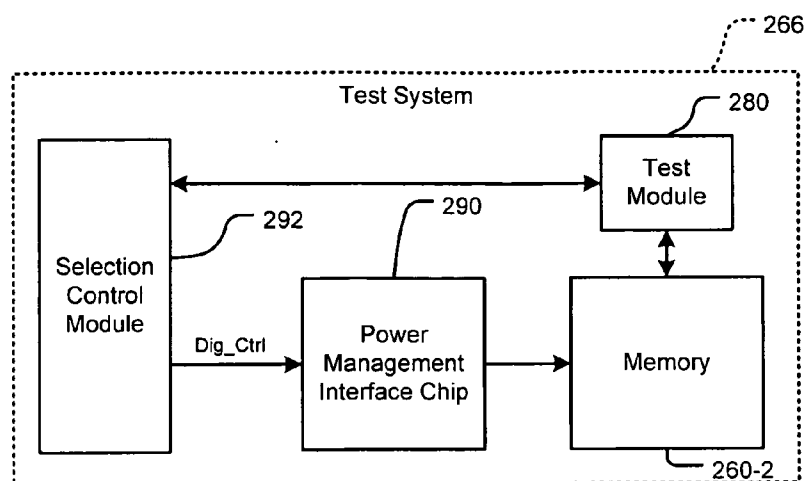 266
Test System
280
Test
Module
290
292
Selection
Control
Module
Dig_Ctrl
Power
Management
Interface Chip
Memory
260-2